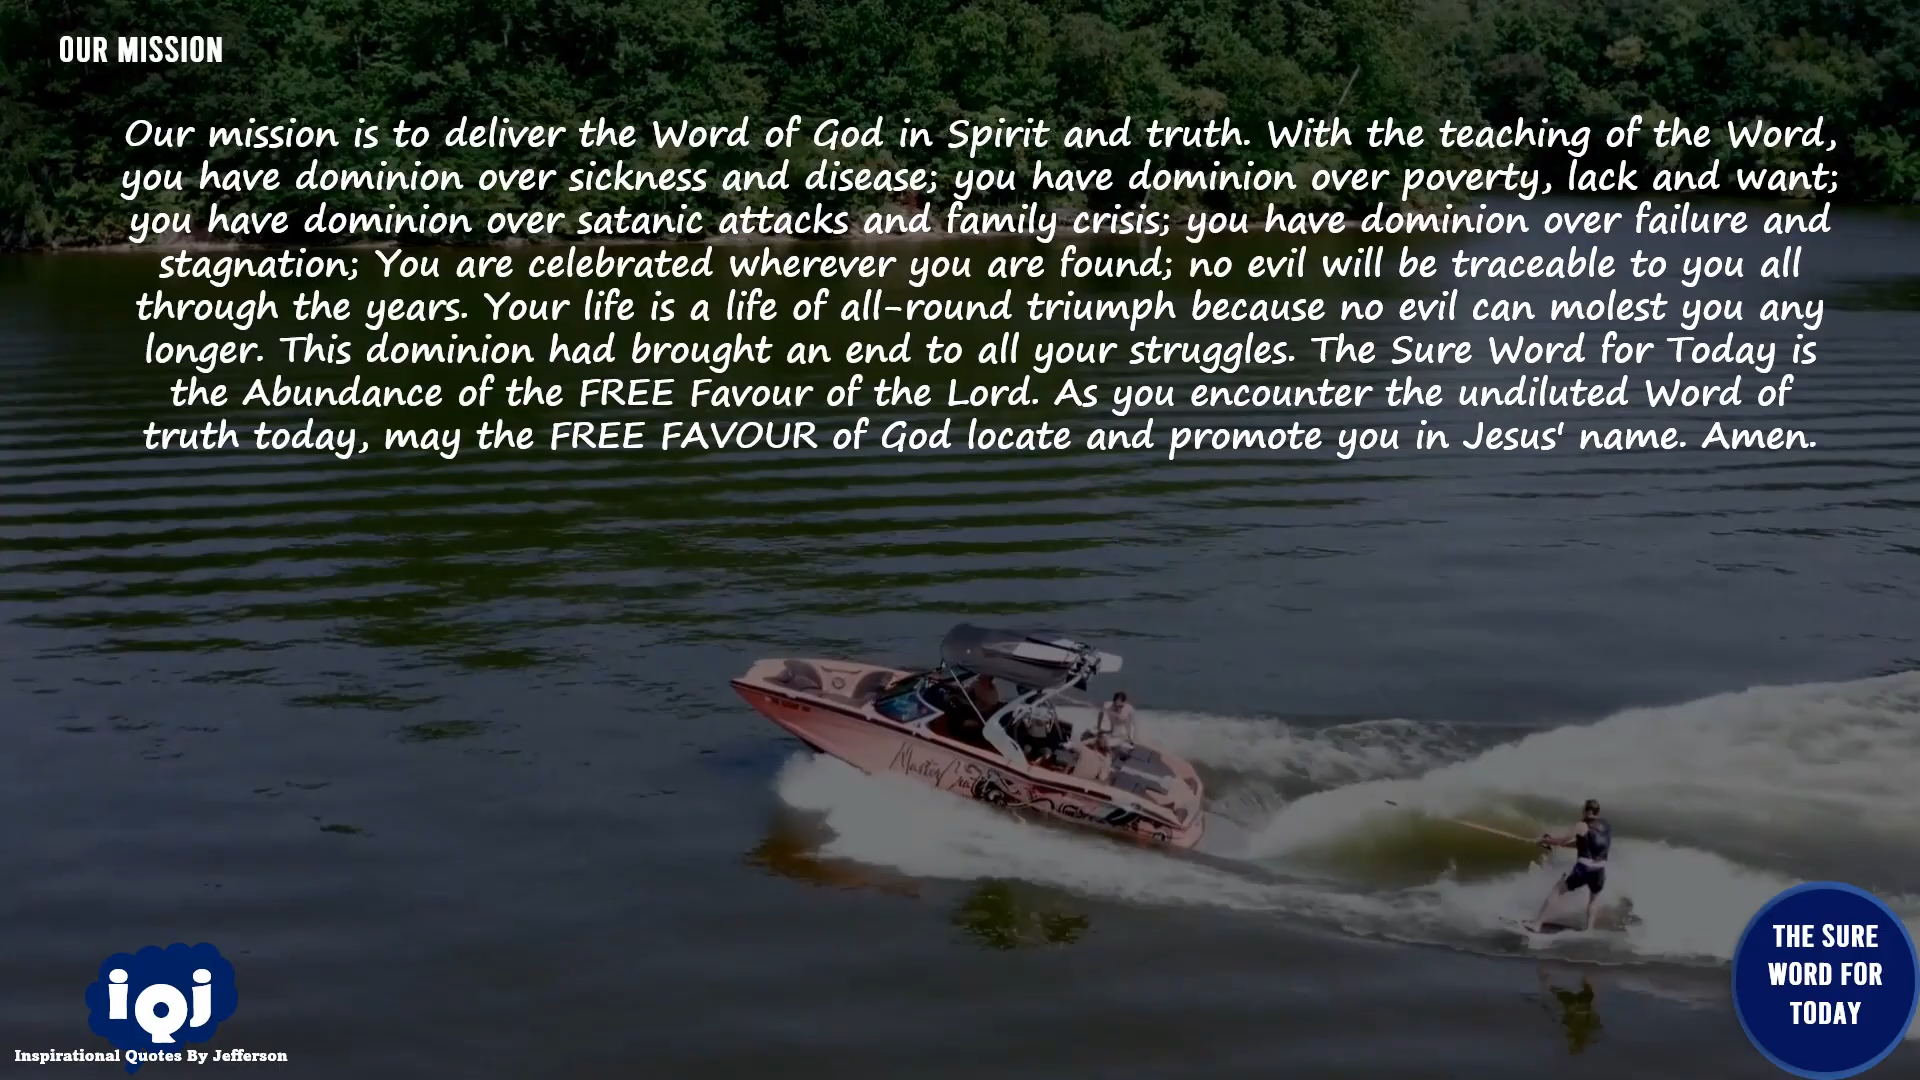 OUR MISSION
Our mission is to deliver the Word of God in Spirit and truth. With the teaching of the Word,
you have dominion over sickness and disease; you have dominion over poverty, lack and want;
you have dominion over satanic attacks and family crisis; you have dominion over failure and
stagnation; You are celebrated wherever you are found; no evil will be traceable to you all
through the years. Your life is a life of all-round triumph because no evil can molest you any
longer. This dominion had brought an end to all your struggles. The Sure Word for Today is
the Abundance of the FREE Favour of the Lord. As you encounter the undiluted Word of
truth today, may the FREE FAVOUR of God locate and promote you in Jesus' name. Amen.
MasterCraft
iQj
Inspirational Quotes By Jefferson
THE SURE
WORD FOR
TODAY